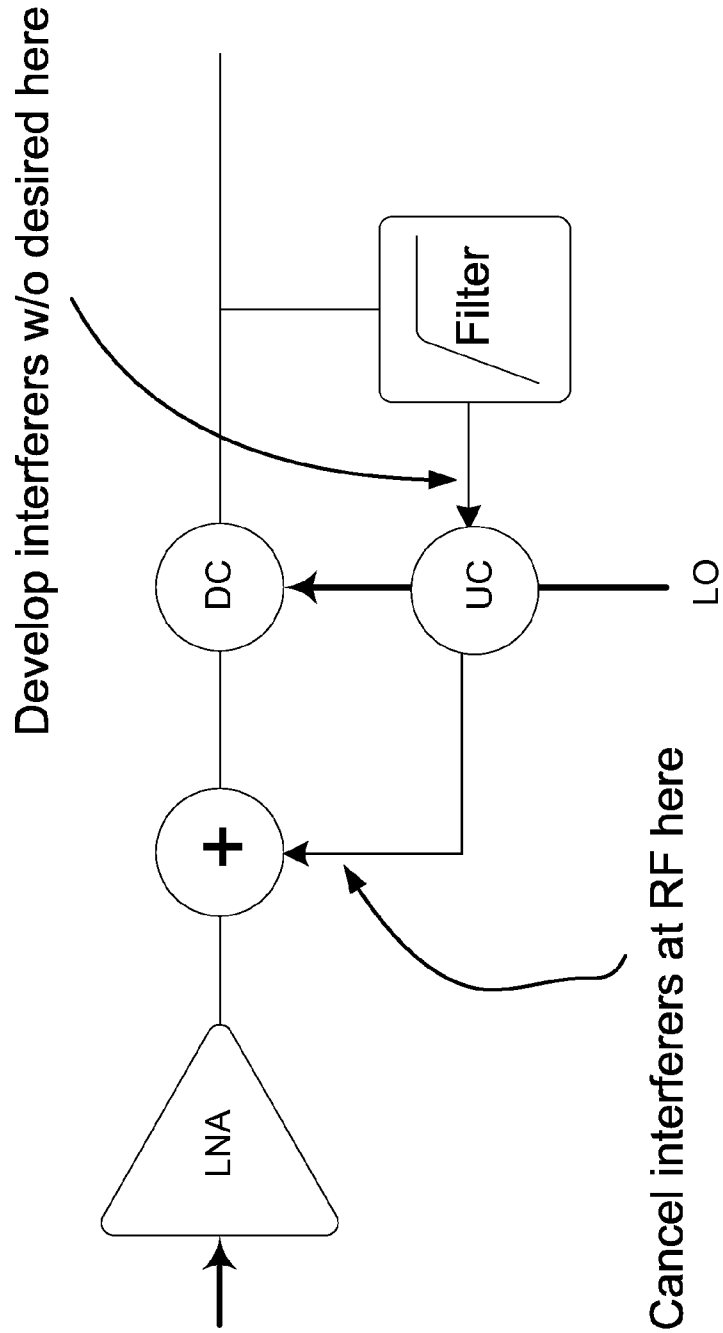 Develop interferers w/o desired here
LNA
+
DC
Filter
UC
LO
Cancel interferers at RF here